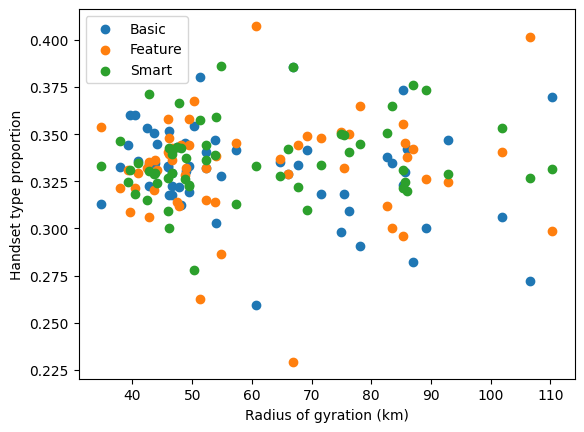 Basic
Feature
Smart
0.400
0.375
0.350
0.325
0.300
0.275
0.250
0.225
Handset type proportion
40 50 60 70 80 90 100 110
Radius of gyration (km)